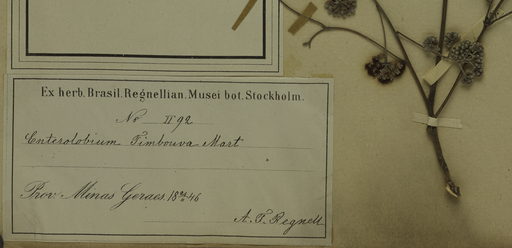 Ex herb. Brasil. Regnellian. Musei bot. Stockholm.
No II 92
Enterolobium Timbouva Mart
Prov. Minas Geraes. 18 46
A. F. Regnell